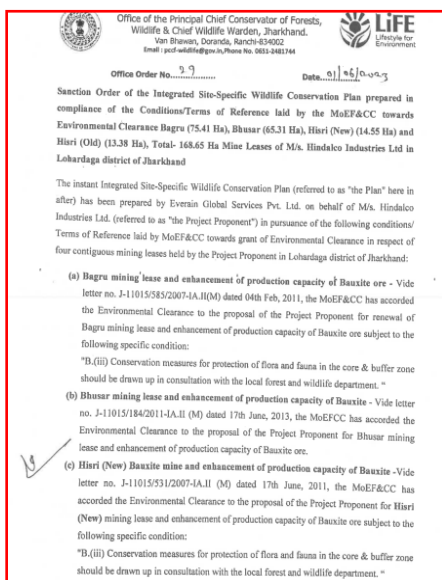 Office of the Principal Chief Conservator of Forests,
Wildlife & Chief Wildlife Warden, Jharkhand.
Van Bhawan, Doranda, Ranchi-834002
Email : pccf-wildlife@gov.in,Phone No. 0651-2481744
LiFE
Lifestyle for
Environment
Office Order No. 29
Date. 01/06/2023
Sanction Order of the Integrated Site-Specific Wildlife Conservation Plan prepared in
compliance of the Conditions/Terms of Reference laid by the MoEF&CC towards
Environmental Clearance Bagru (75.41 Ha), Bhusar (65.31 Ha), Hisri (New) (14.55 Ha) and
Hisri (Old) (13.38 Ha), Total- 168.65 Ha Mine Leases of M/s. Hindalco Industries Ltd in
Lohardaga district of Jharkhand
The instant Integrated Site-Specific Wildlife Conservation Plan (referred to as "the Plan" here in
after) has been prepared by Everain Global Services Pvt. Ltd. on behalf of M/s. Hindalco
Industries Ltd. (referred to as "the Project Proponent") in pursuance of the following conditions/
Terms of Reference laid by MoEF&CC towards grant of Environmental Clearance in respect of
four contiguous mining leases held by the Project Proponent in Lohardaga district of Jharkhand:
(a) Bagru mining lease and enhancement of production capacity of Bauxite ore - Vide
letter no. J-11015/585/2007-IA.II(M) dated 04th Feb, 2011, the MoEF&CC has accorded
the Environmental Clearance to the proposal of the Project Proponent for renewal of
Bagru mining lease and enhancement of production capacity of Bauxite ore subject to the
following specific condition:
"B.(iii) Conservation measures for protection of flora and fauna in the core & buffer zone
should be drawn up in consultation with the local forest and wildlife department. "
(b) Bhusar mining lease and enhancement of production capacity of Bauxite - Vide letter
no. J-11015/184/2011-IA.II (M) dated 17th June, 2013, the MoEFCC has accorded the
Environmental Clearance to the proposal of the Project Proponent for Bhusar mining
lease and enhancement of production capacity of Bauxite ore.
(c) Hisri (New) Bauxite mine and enhancement of production capacity of Bauxite -Vide
letter no. J-11015/531/2007-IA.II (M) dated 17th June, 2011, the MoEF&CC has
accorded the Environmental Clearance to the proposal of the Project Proponent for Hisri
(New) mining lease and enhancement of production capacity of Bauxite ore subject to the
following specific condition:
"B.(iii) Conservation measures for protection of flora and fauna in the core & buffer zone
should be drawn up in consultation with the local forest and wildlife department. "